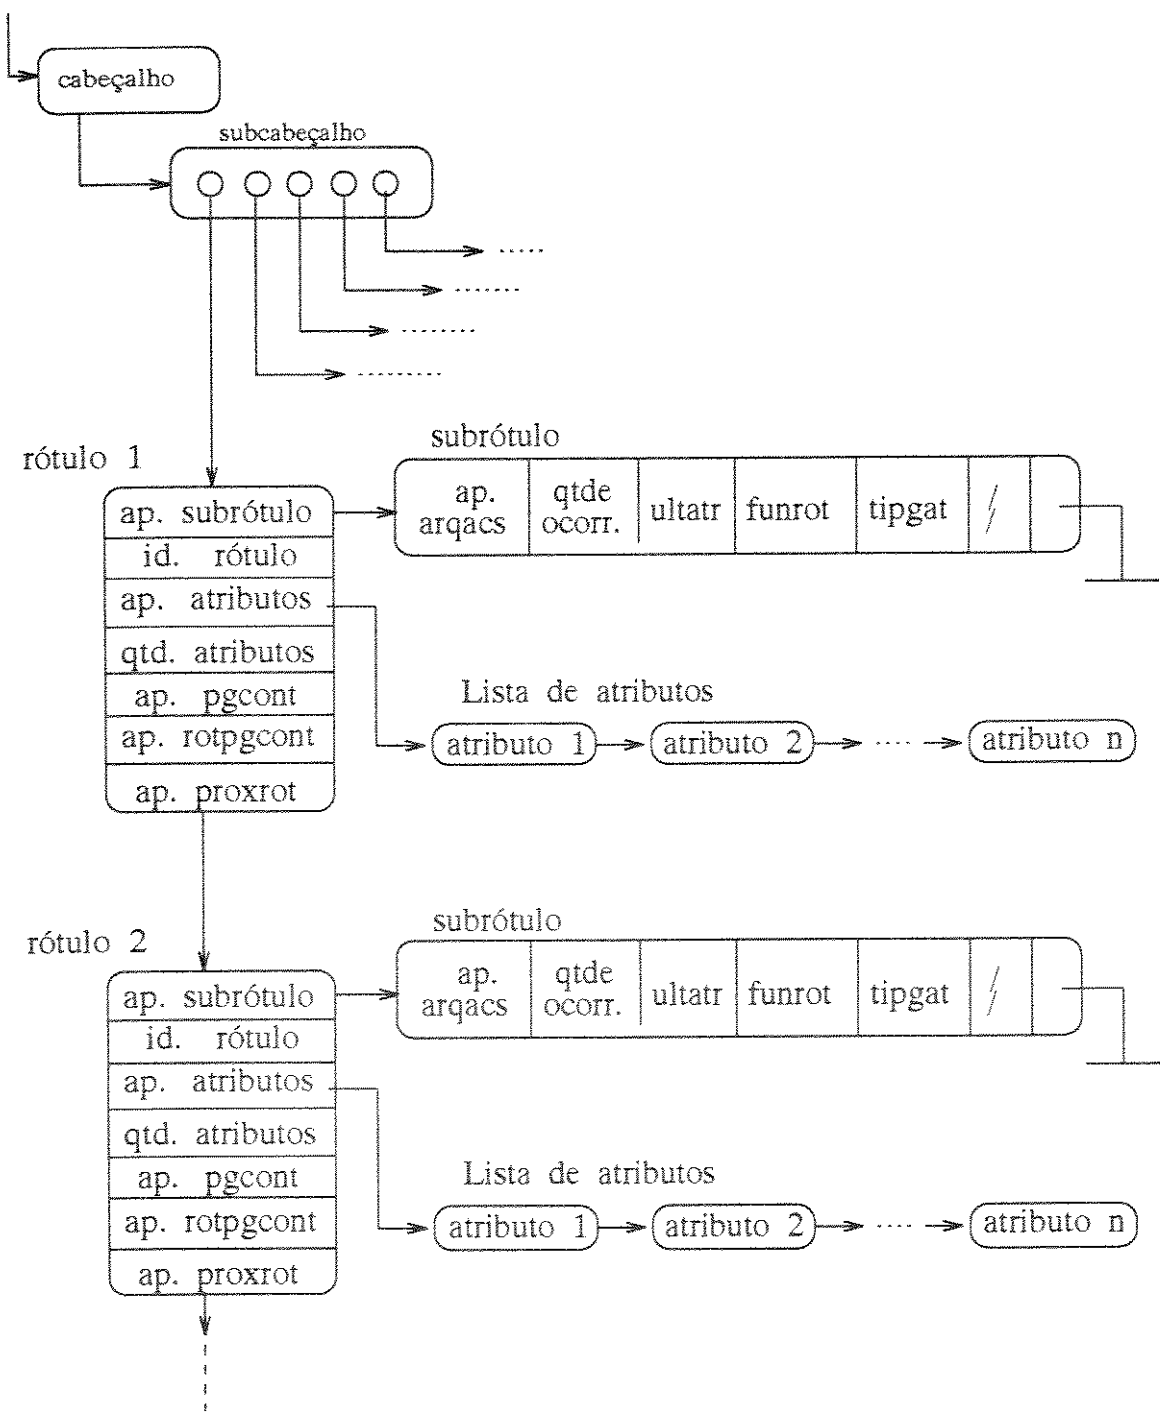 cabeçalho
subcabeçalho
rótulo 1
subrótulo
ap. subrótulo
id. rótulo
ap. atributos
qtd. atributos
ap. pgcont
ap. rotpgcont
ap. proxrot
ap.
arqacs
qtde
ocorr.
ultatr
funrot
tipgat
Lista de atributos
atributo 1
atributo 2
atributo n
rótulo 2
subrótulo
ap. subrótulo
id. rótulo
ap. atributos
qtd. atributos
ap. pgcont
ap. rotpgcont
ap. proxrot
ap.
arqacs
qtde
ocorr.
ultatr
funrot
tipgat
Lista de atributos
atributo 1
atributo 2
atributo n